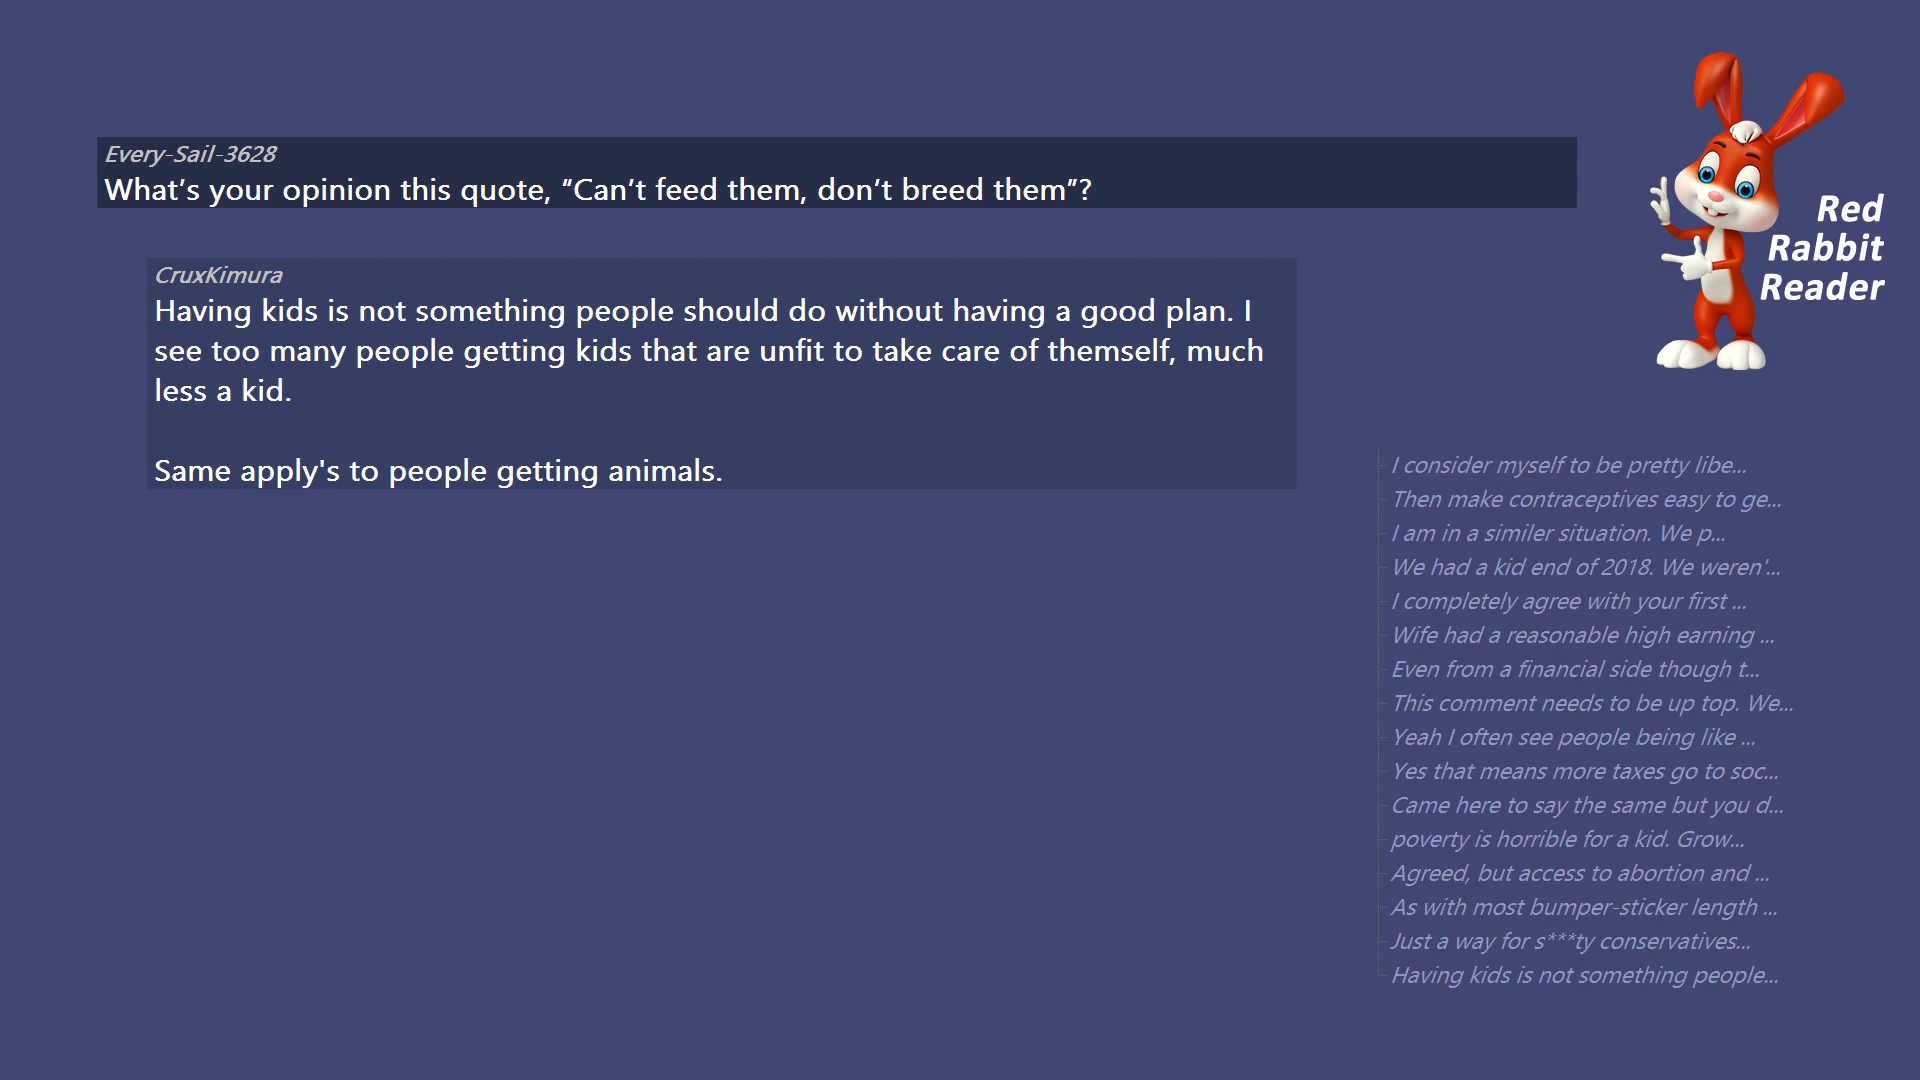 Every-Sail-3628
What’s your opinion this quote, “Can’t feed them, don’t breed them”?
CruxKimura
Having kids is not something people should do without having a good plan. I
see too many people getting kids that are unfit to take care of themself, much
less a kid.
Same apply's to people getting animals.
Red
Rabbit
Reader
I consider myself to be pretty libe...
Then make contraceptives easy to ge...
I am in a similer situation. We p...
We had a kid end of 2018. We weren'...
I completely agree with your first ...
Wife had a reasonable high earning ...
Even from a financial side though t...
This comment needs to be up top. We...
Yeah I often see people being like ...
Yes that means more taxes go to soc...
Came here to say the same but you d...
poverty is horrible for a kid. Grow...
Agreed, but access to abortion and ...
As with most bumper-sticker length ...
Just a way for s***ty conservatives...
Having kids is not something people...